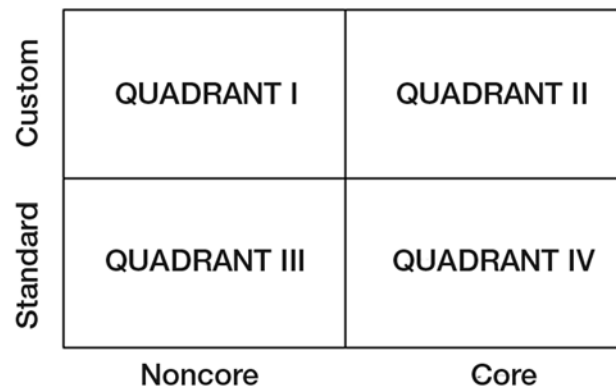 Custom
QUADRANT I
QUADRANT II
Standard
QUADRANT III
QUADRANT IV
Noncore
Core